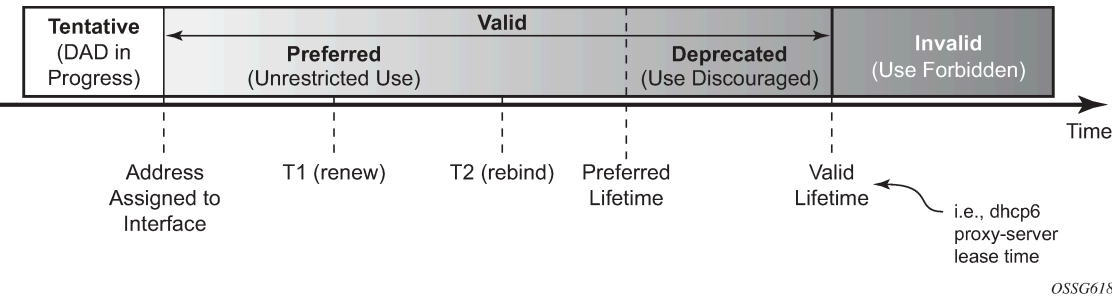 Tentative
(DAD in
Progress)
Valid
Preferred
(Unrestricted Use)
Deprecated
(Use Discouraged)
Invalid
(Use Forbidden)
Time
Address
Assigned to
Interface
T1 (renew)
T2 (rebind)
Preferred
Lifetime
Valid
Lifetime
i.e., dhcp6
proxy-server
lease time
OSSG618